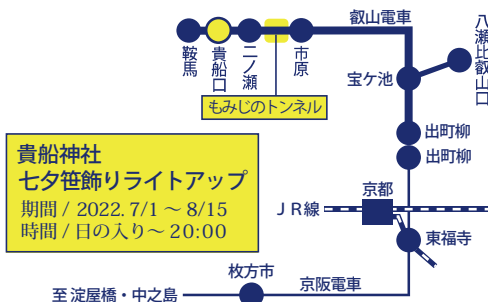 叡山電車
八瀬比叡山口
鞍馬
貴船口
二ノ瀬
市原
宝ケ池
もみじのトンネル
出町柳
出町柳
貴船神社
七夕笹飾りライトアップ
期間 / 2022. 7/1 〜 8/15
時間 / 日の入り〜 20:00
京都
JR線
東福寺
枚方市
京阪電車
至 淀屋橋・中之島